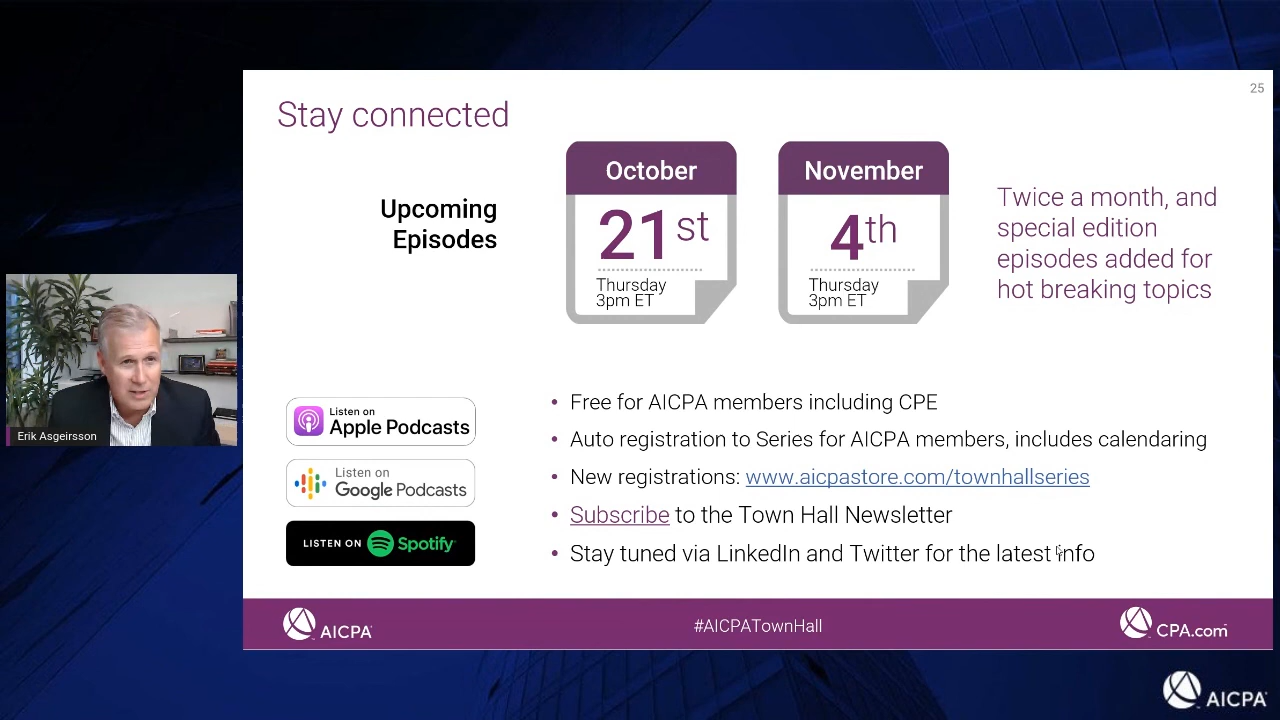 25
Stay connected
Upcoming
Episodes
October
21st
Thursday
3pm ET
November
4th
Thursday
3pm ET
Twice a month, and
special edition
episodes added for
hot breaking topics
Erik Asgeirsson
Listen on
Apple Podcasts
Listen on
Google Podcasts
LISTEN ON Spotify
• Free for AICPA members including CPE
• Auto registration to Series for AICPA members, includes calendaring
• New registrations: www.aicpastore.com/townhallseries
• Subscribe to the Town Hall Newsletter
• Stay tuned via LinkedIn and Twitter for the latest info
AICPA
#AICPATownHall
CPA.com
AICPA